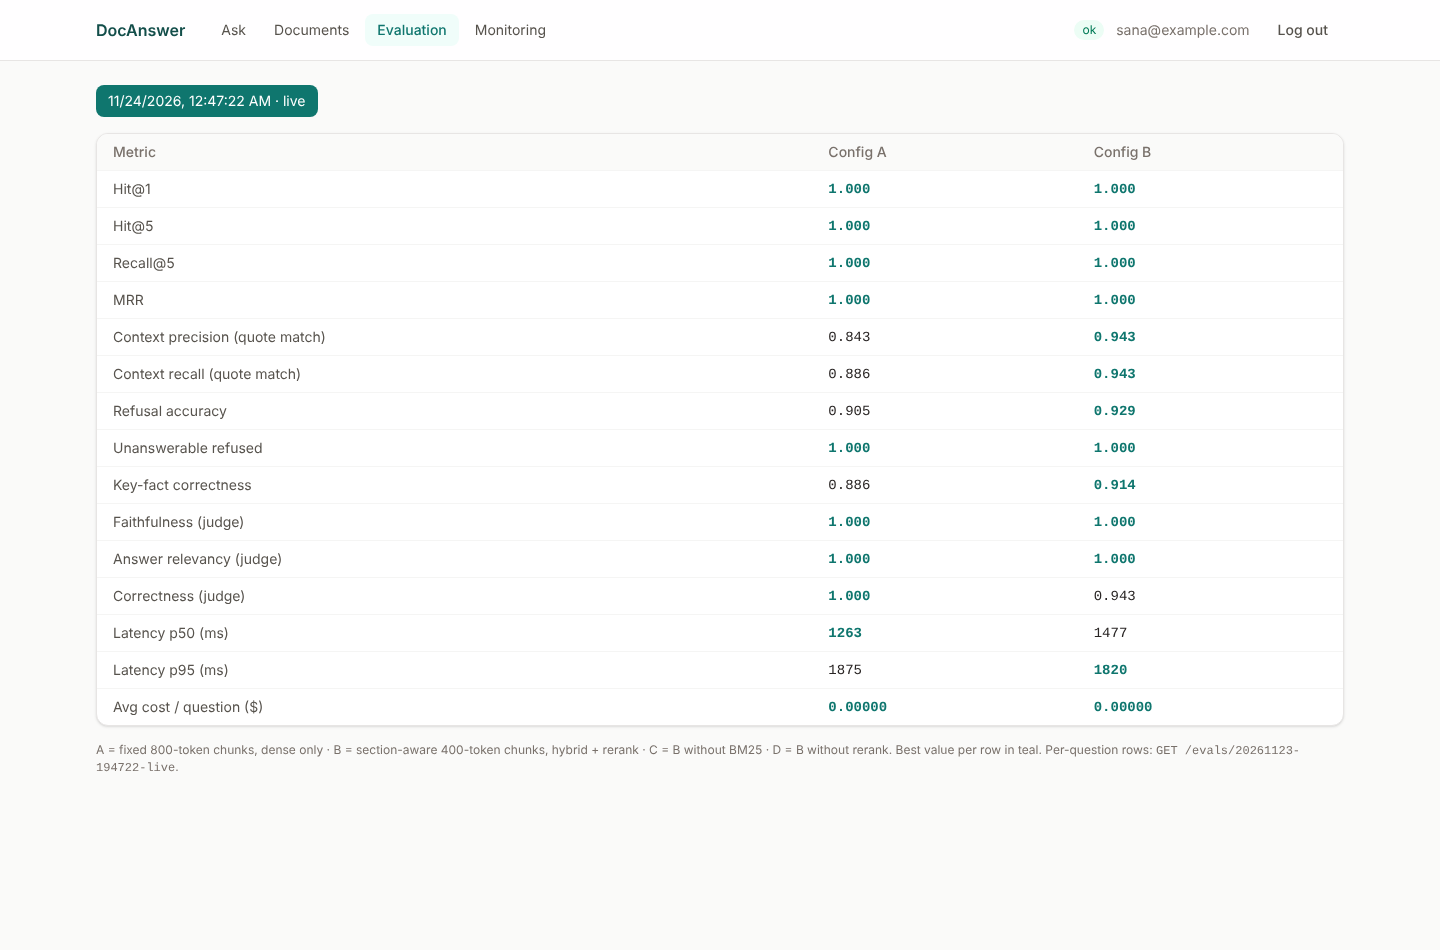 DocAnswer Ask Documents Evaluation Monitoring ok sana@example.com Log out
11/24/2026, 12:47:22 AM · live
Metric Config A Config B
Hit@1 1.000 1.000
Hit@5 1.000 1.000
Recall@5 1.000 1.000
MRR 1.000 1.000
Context precision (quote match) 0.843 0.943
Context recall (quote match) 0.886 0.943
Refusal accuracy 0.905 0.929
Unanswerable refused 1.000 1.000
Key-fact correctness 0.886 0.914
Faithfulness (judge) 1.000 1.000
Answer relevancy (judge) 1.000 1.000
Correctness (judge) 1.000 0.943
Latency p50 (ms) 1263 1477
Latency p95 (ms) 1875 1820
Avg cost / question ($) 0.00000 0.00000
A = fixed 800-token chunks, dense only · B = section-aware 400-token chunks, hybrid + rerank · C = B without BM25 · D = B without rerank. Best value per row in teal. Per-question rows: GET /evals/20261123-
194722-live.